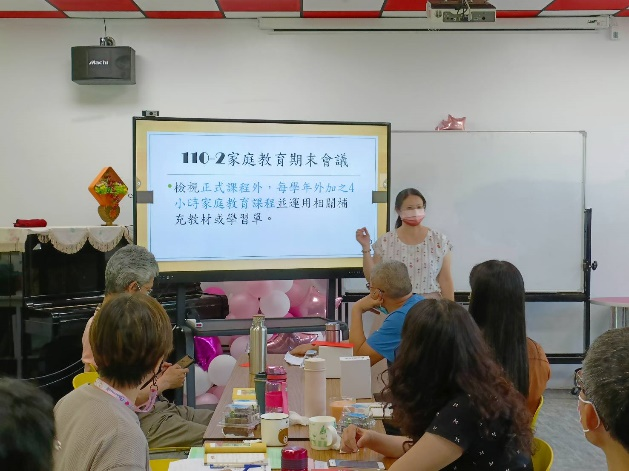 Mactu
110-2家庭教育期末會議
•檢視正式課程外，每學年外加之4
小時家庭教育課程並運用相關補
充教材或學習單。